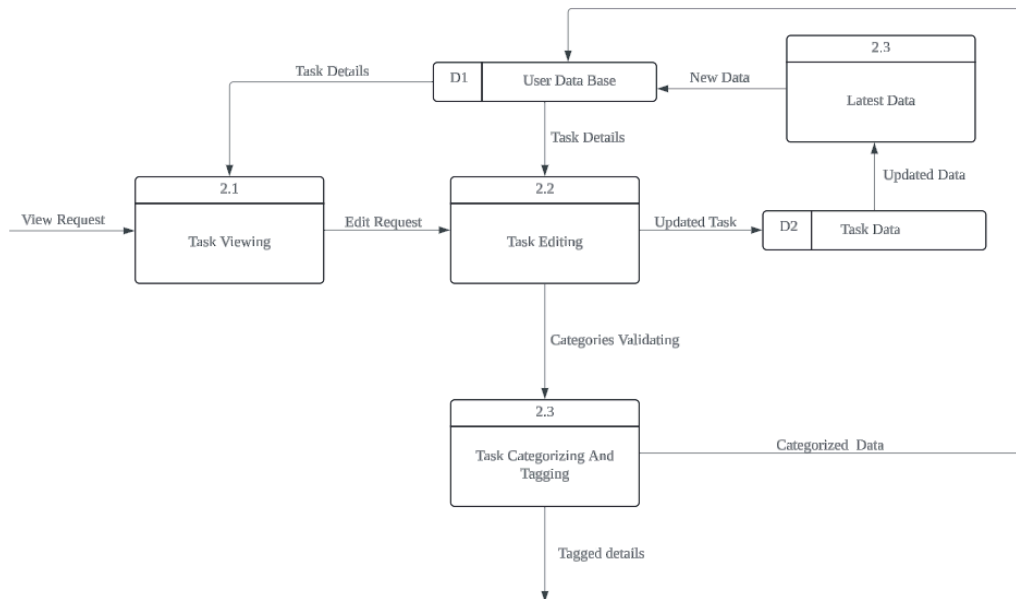 2.3
Task Details
D1
User Data Base
New Data
Latest Data
Task Details
2.1
2.2
Updated Data
View Request
Edit Request
Updated Task
D2
Task Data
Task Viewing
Task Editing
Categories Validating
2.3
Categorized Data
Task Categorizing And
Tagging
Tagged details